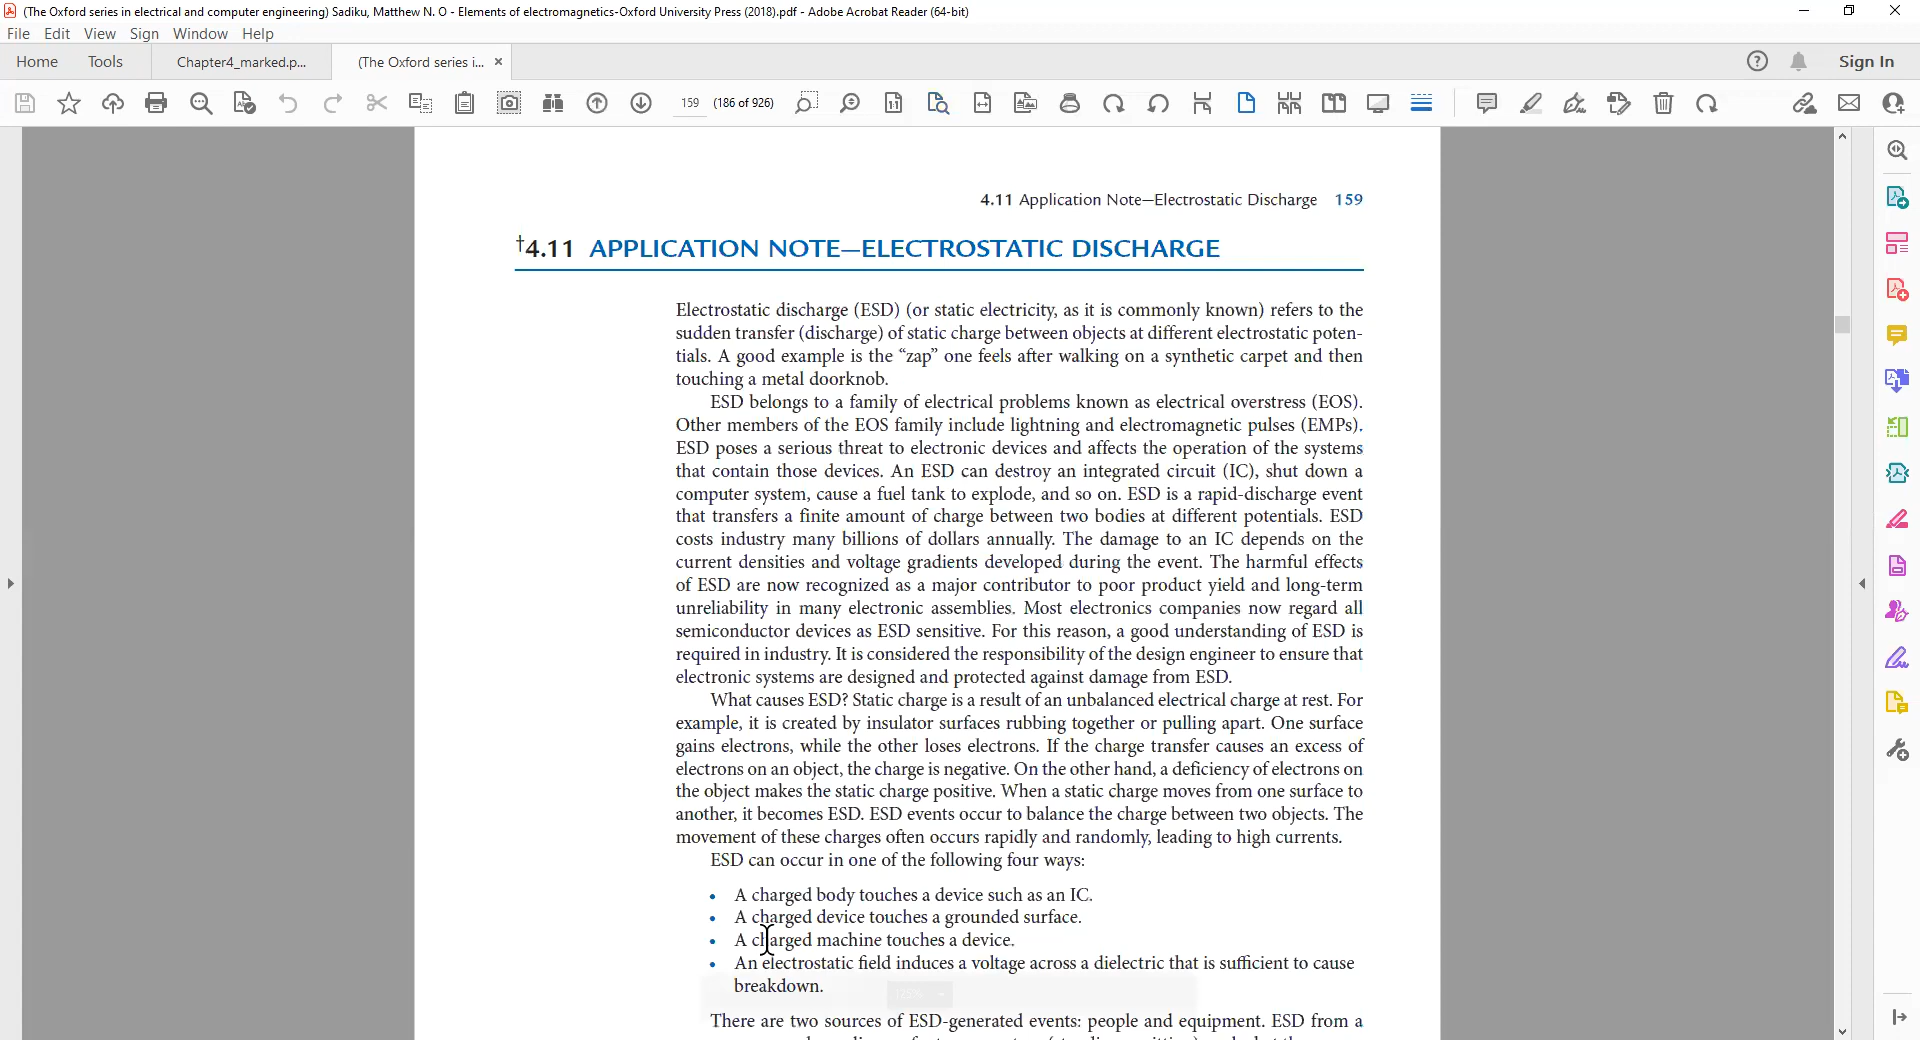 (The Oxford series in electrical and computer engineering) Sadiku, Matthew N. O - Elements of electromagnetics-Oxford University Press (2018).pdf - Adobe Acrobat Reader (64-bit)
File Edit View Sign Window Help
Home Tools Chapter4_marked.p... (The Oxford series i... × Sign In
159 (186 of 926)
4.11 Application Note—Electrostatic Discharge 159
†4.11 APPLICATION NOTE—ELECTROSTATIC DISCHARGE
Electrostatic discharge (ESD) (or static electricity, as it is commonly known) refers to the
sudden transfer (discharge) of static charge between objects at different electrostatic poten-
tials. A good example is the “zap” one feels after walking on a synthetic carpet and then
touching a metal doorknob.
ESD belongs to a family of electrical problems known as electrical overstress (EOS).
Other members of the EOS family include lightning and electromagnetic pulses (EMPs).
ESD poses a serious threat to electronic devices and affects the operation of the systems
that contain those devices. An ESD can destroy an integrated circuit (IC), shut down a
computer system, cause a fuel tank to explode, and so on. ESD is a rapid-discharge event
that transfers a finite amount of charge between two bodies at different potentials. ESD
costs industry many billions of dollars annually. The damage to an IC depends on the
current densities and voltage gradients developed during the event. The harmful effects
of ESD are now recognized as a major contributor to poor product yield and long-term
unreliability in many electronic assemblies. Most electronics companies now regard all
semiconductor devices as ESD sensitive. For this reason, a good understanding of ESD is
required in industry. It is considered the responsibility of the design engineer to ensure that
electronic systems are designed and protected against damage from ESD.
What causes ESD? Static charge is a result of an unbalanced electrical charge at rest. For
example, it is created by insulator surfaces rubbing together or pulling apart. One surface
gains electrons, while the other loses electrons. If the charge transfer causes an excess of
electrons on an object, the charge is negative. On the other hand, a deficiency of electrons on
the object makes the static charge positive. When a static charge moves from one surface to
another, it becomes ESD. ESD events occur to balance the charge between two objects. The
movement of these charges often occurs rapidly and randomly, leading to high currents.
ESD can occur in one of the following four ways:
• A charged body touches a device such as an IC.
• A charged device touches a grounded surface.
• A charged machine touches a device.
• An electrostatic field induces a voltage across a dielectric that is sufficient to cause
breakdown.
There are two sources of ESD-generated events: people and equipment. ESD from a